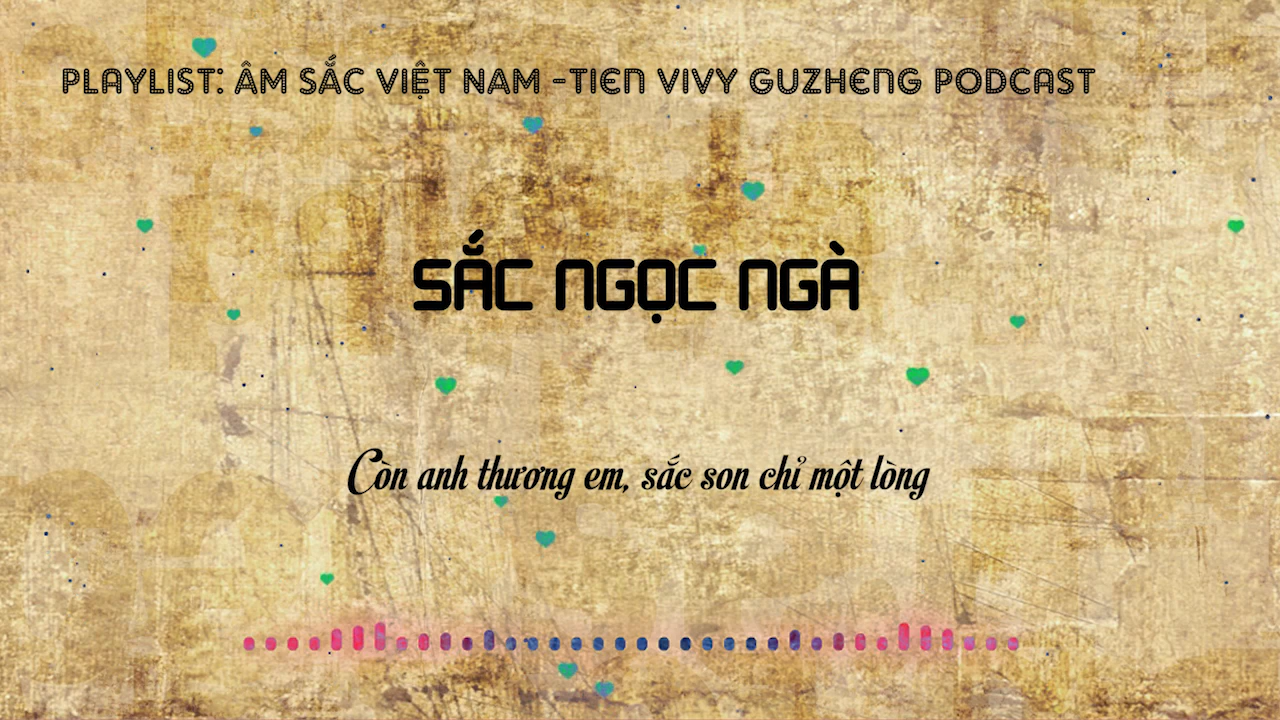 PLAYLIST: ÂM SẮC VIỆT NAM -TIEN VIVY GUZHENG PODCAST
SẮC NGỌC NGÀ
Còn anh thương em, sắc son chỉ một lòng